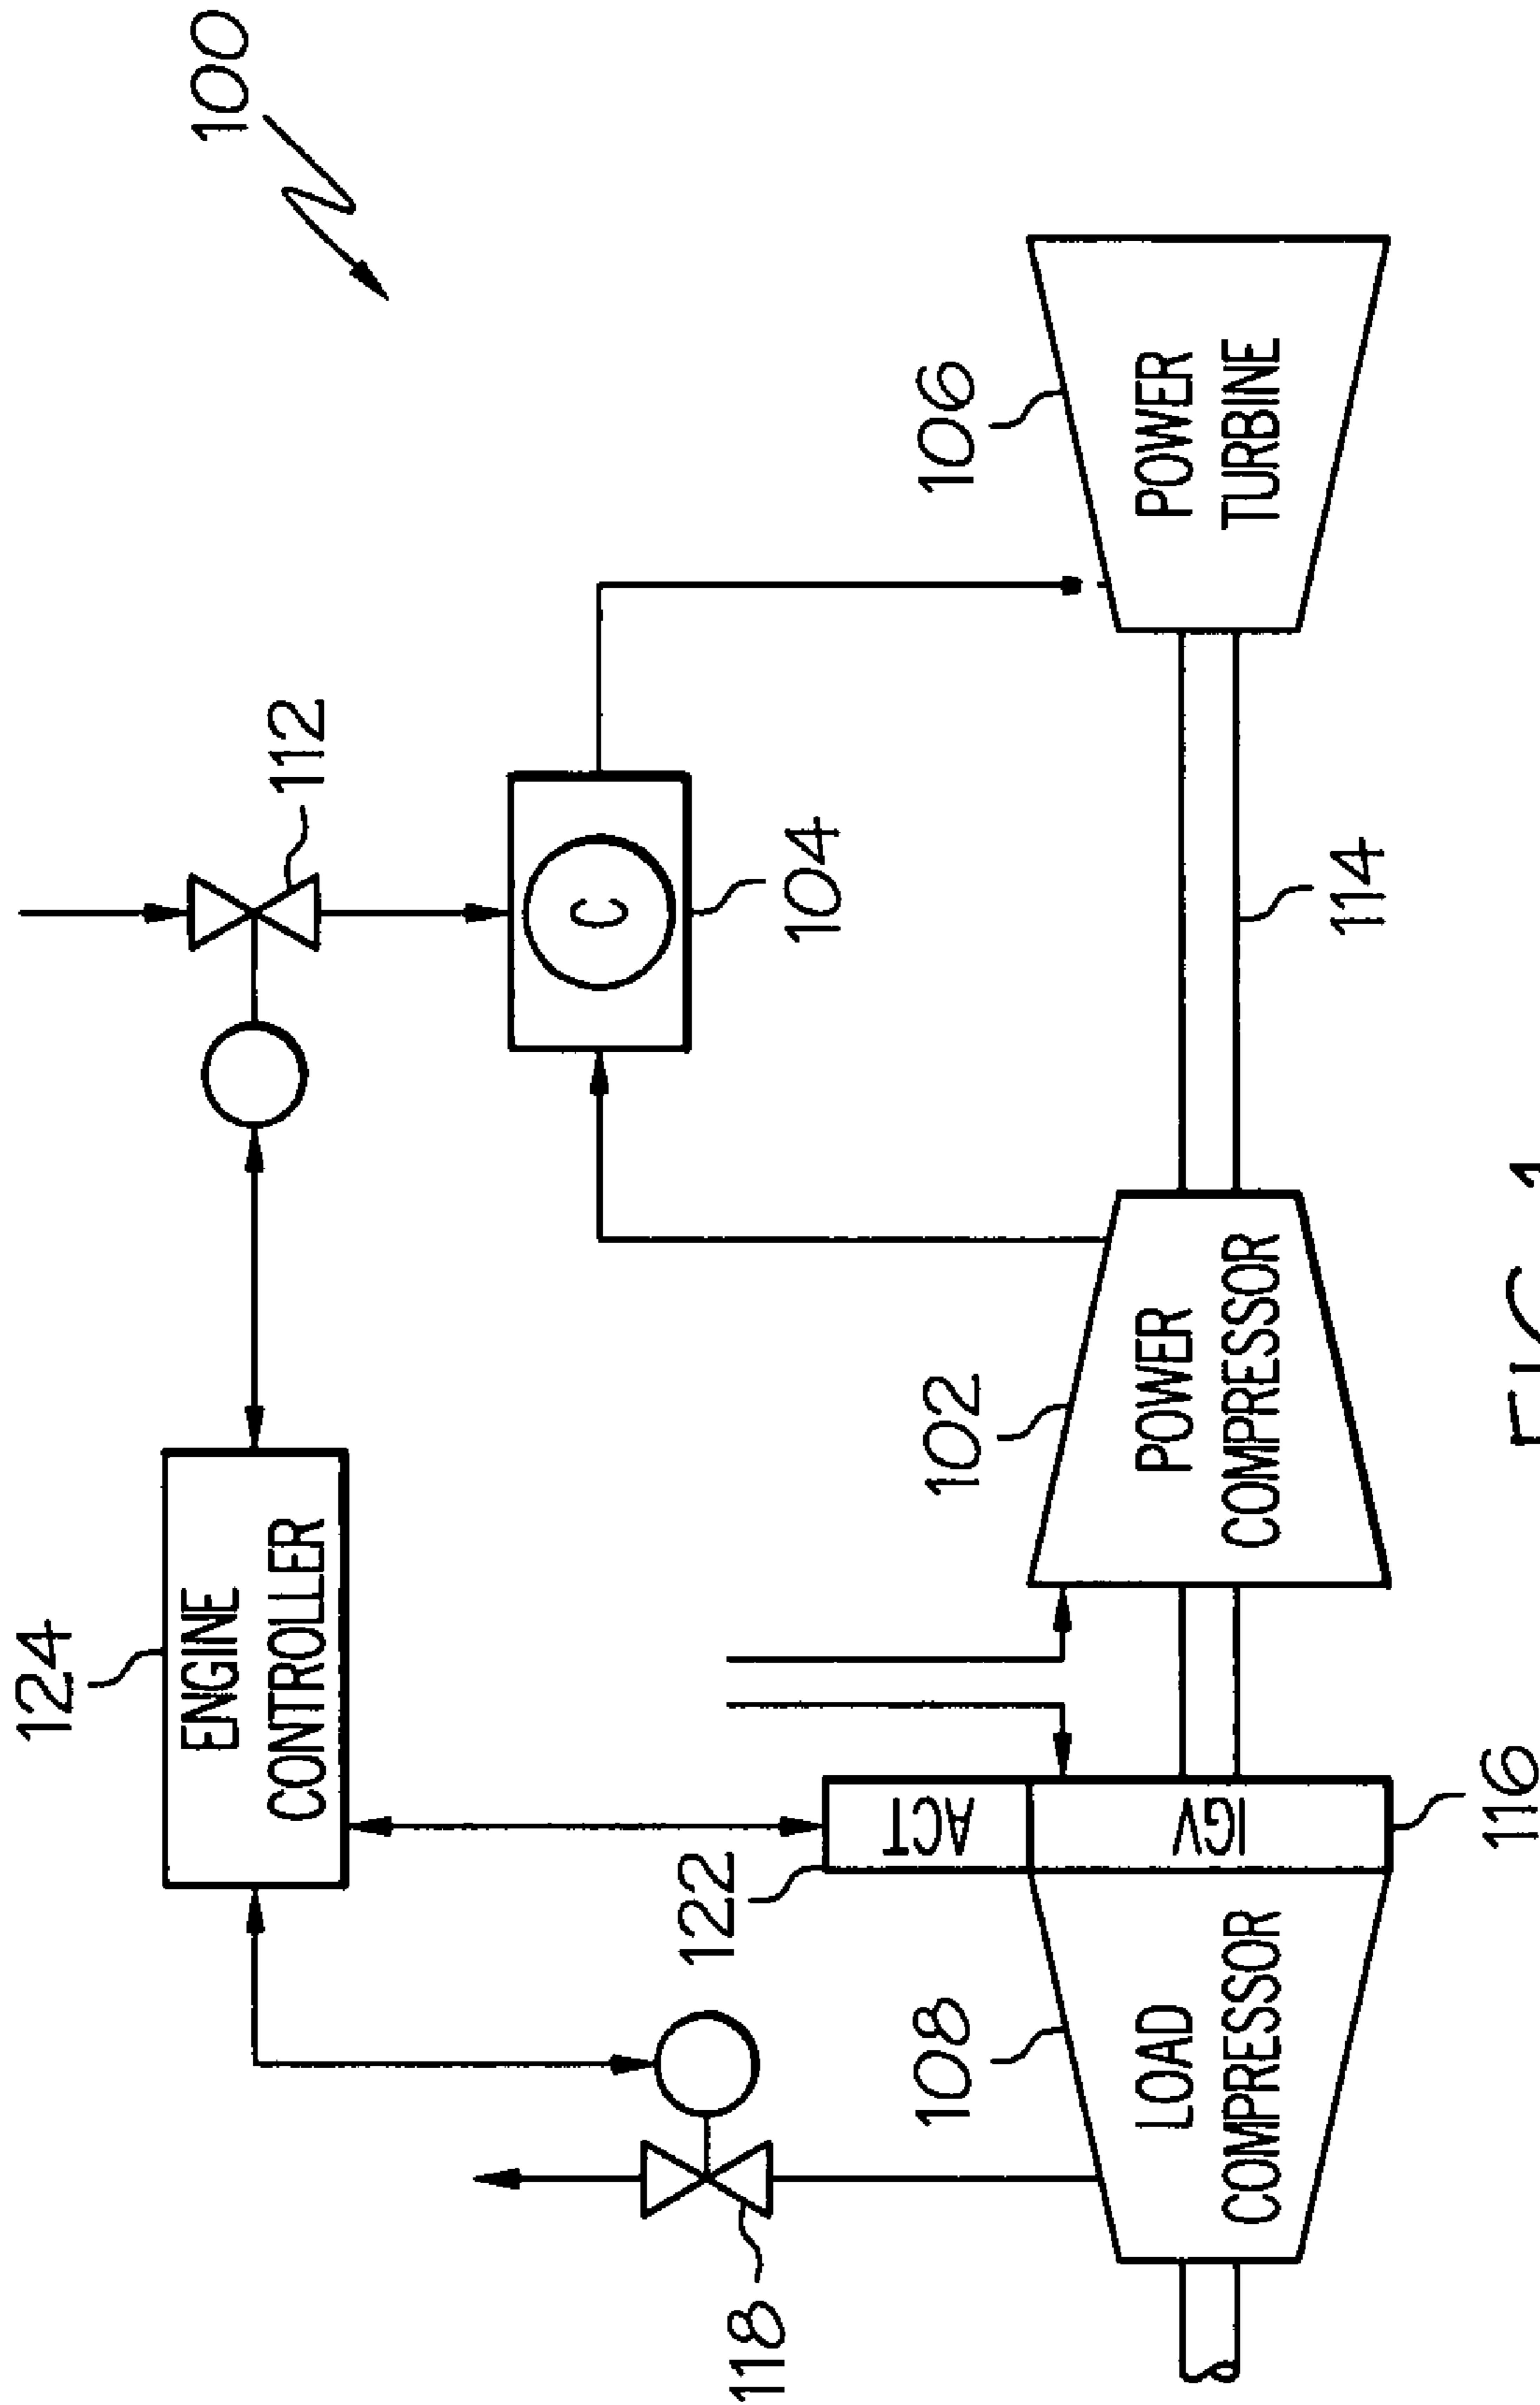 100
124
ENGINE
CONTROLLER
112
C
104
106
POWER
TURBINE
102
POWER
COMPRESSOR
114
122
ACT
IGV
116
108
LOAD
COMPRESSOR
118